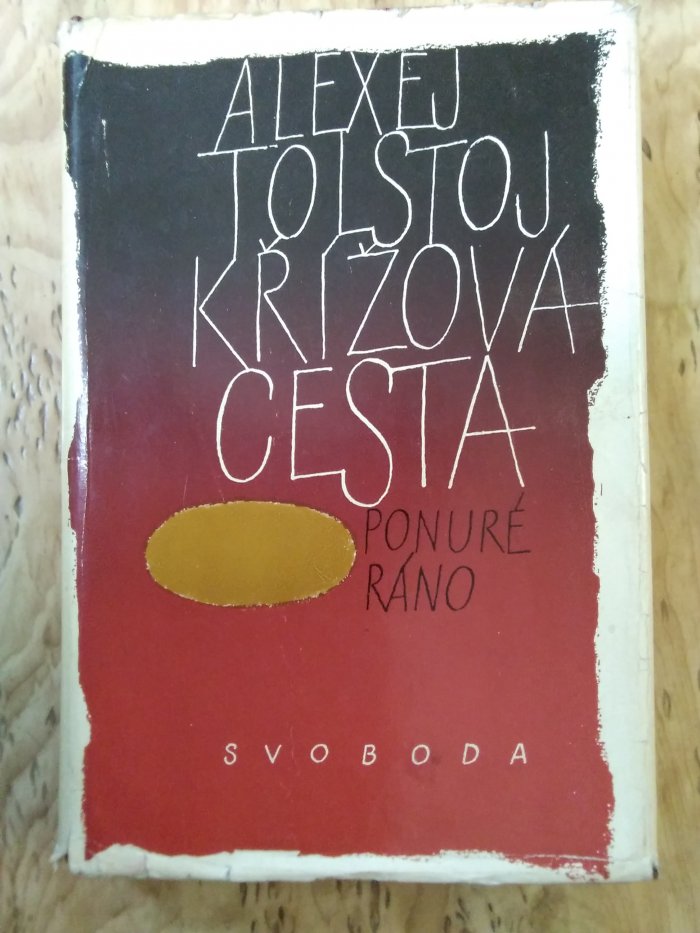 ALEXEJ
TOLSTOJ
KŘÍŽOVÁ
CESTA
PONURÉ
RÁNO
SVOBODA